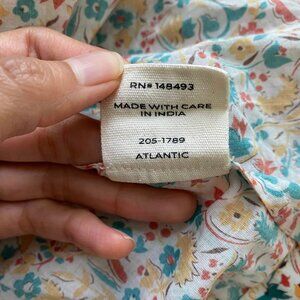 RN# 148493
MADE WITH CARE
IN INDIA
205-1789
ATLANTIC